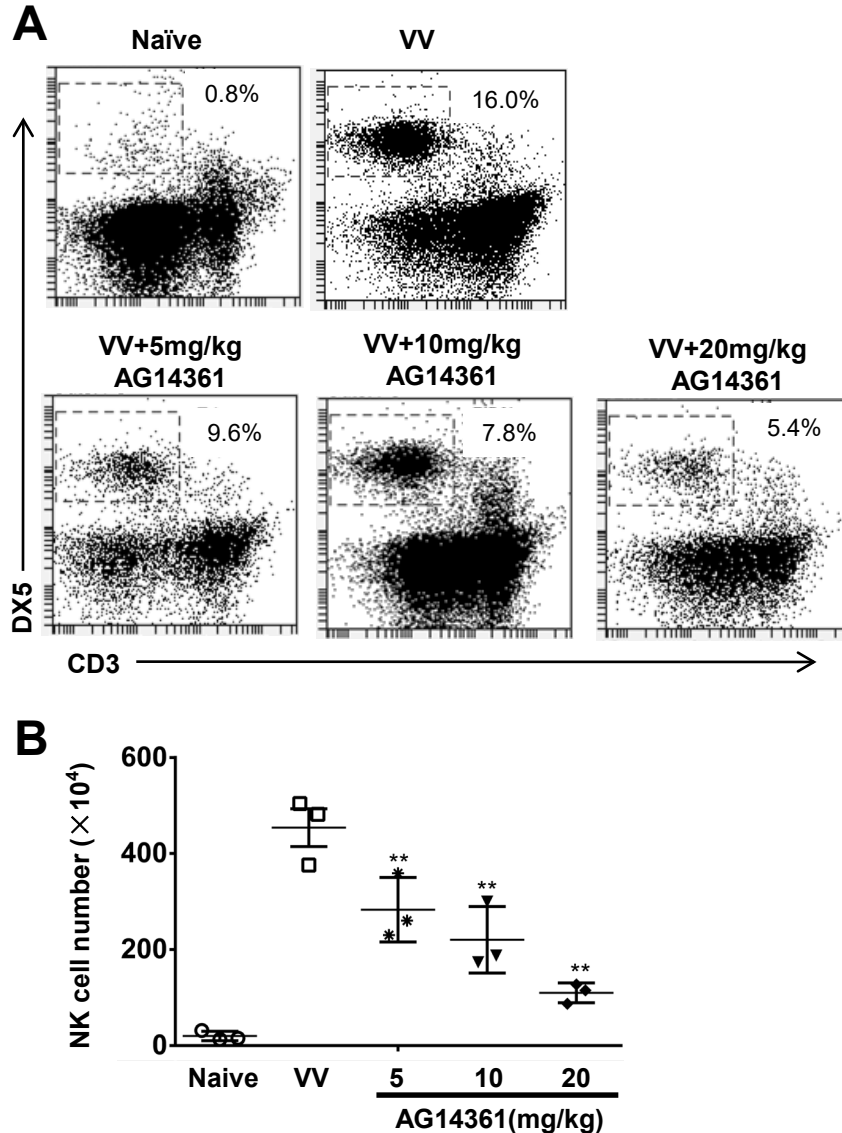 A
Naïve
VV
0.8%
16.0%
VV+5mg/kg
AG14361
VV+10mg/kg
AG14361
VV+20mg/kg
AG14361
9.6%
7.8%
5.4%
DX5
CD3
B
NK cell number (×10⁴)
600
400
200
0
**
**
**
Naive
VV
5
10
20
AG14361(mg/kg)